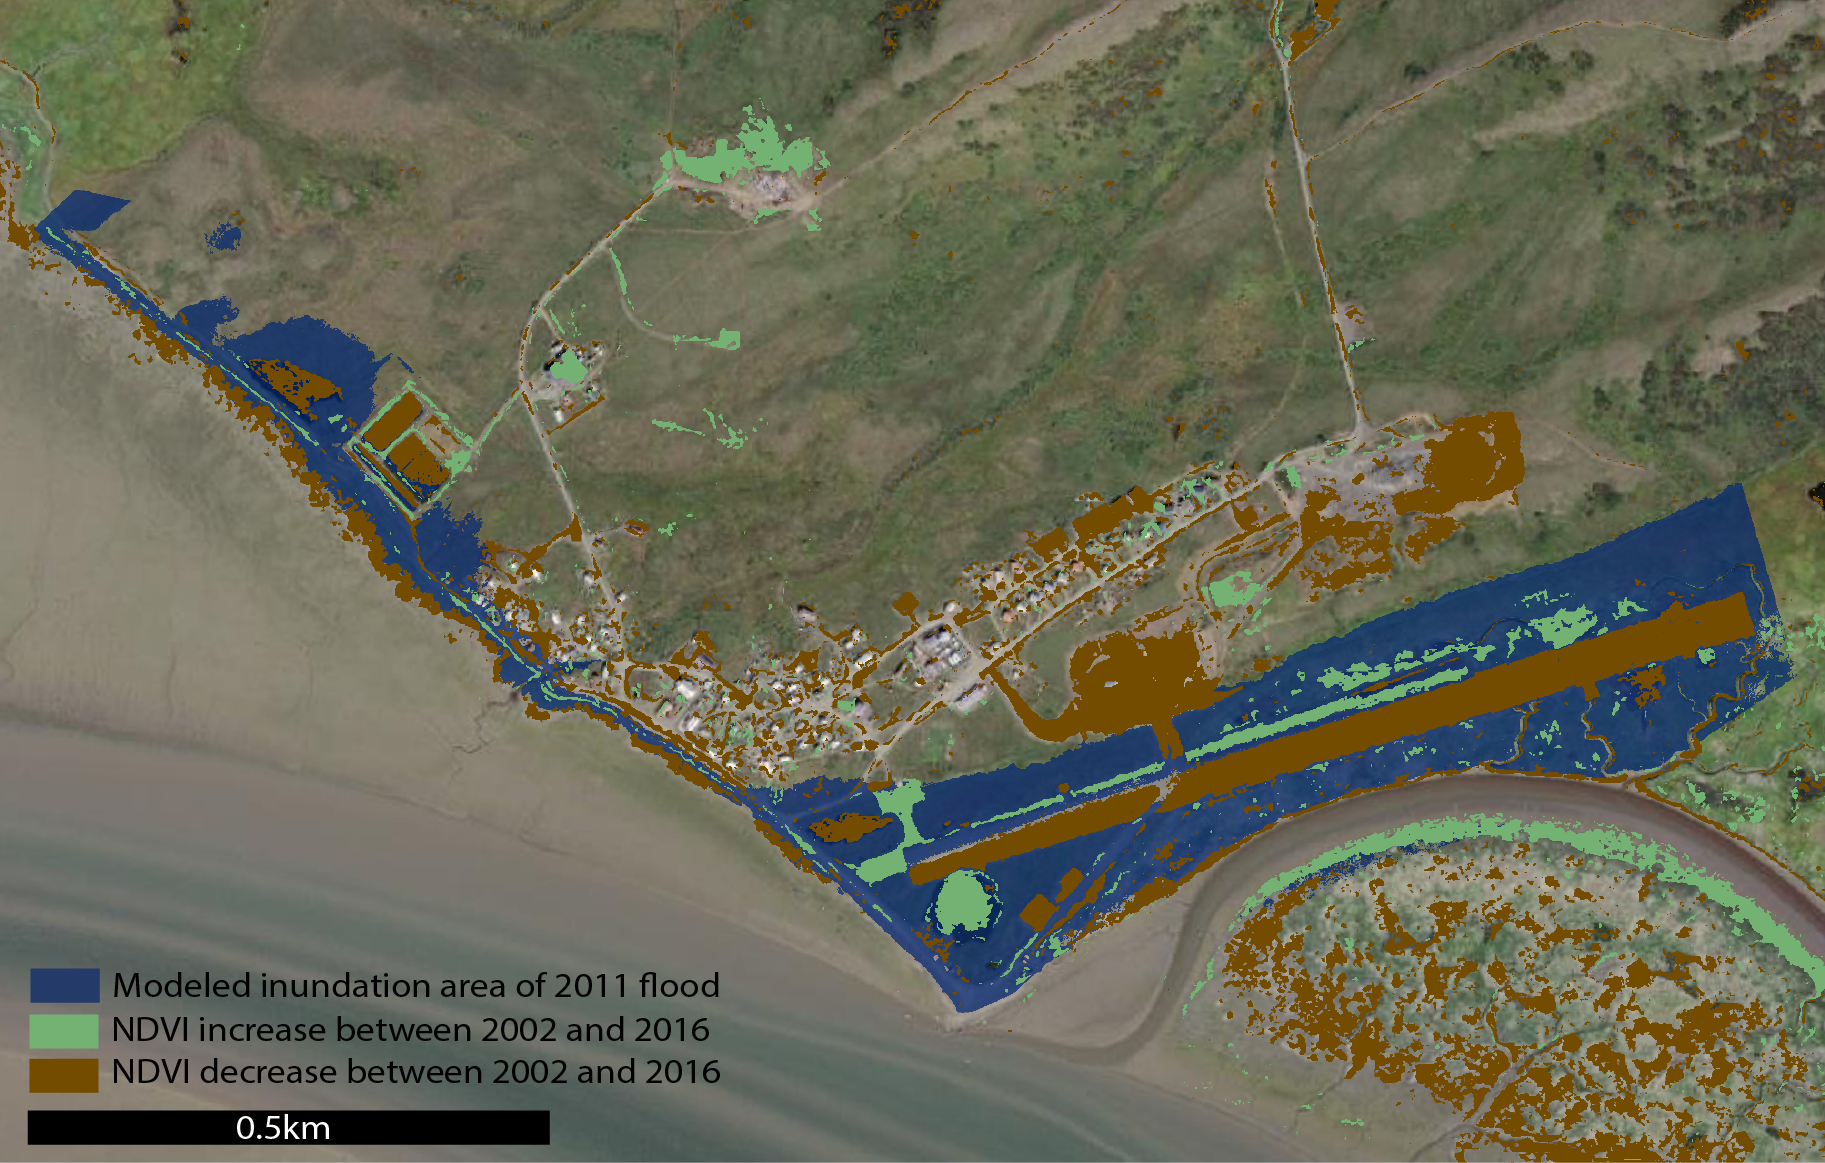 Modeled inundation area of 2011 flood
NDVI increase between 2002 and 2016
NDVI decrease between 2002 and 2016
0.5km